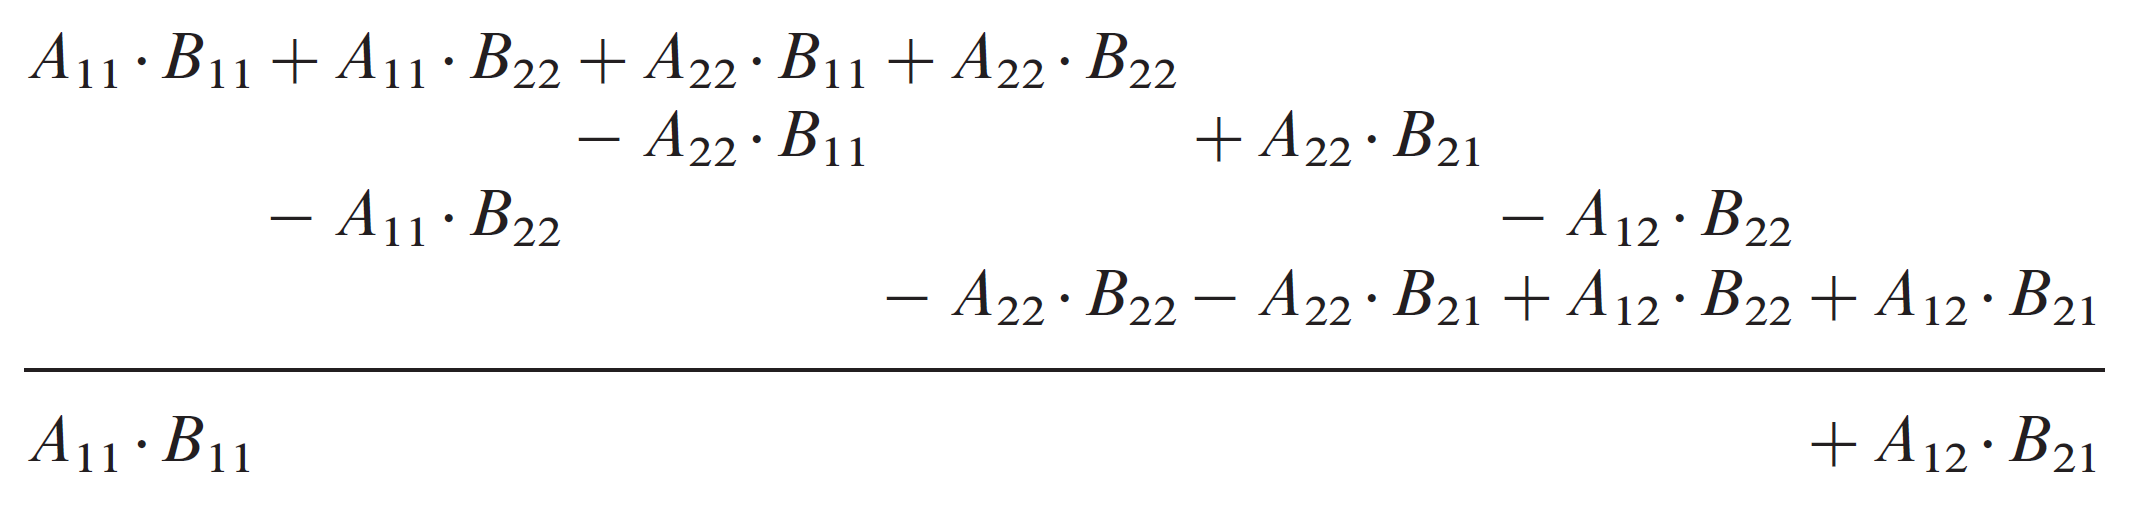 A₁₁ · B₁₁ + A₁₁ · B₂₂ + A₂₂ · B₁₁ + A₂₂ · B₂₂
− A₂₂ · B₁₁ + A₂₂ · B₂₁
− A₁₁ · B₂₂ − A₁₂ · B₂₂
− A₂₂ · B₂₂ − A₂₂ · B₂₁ + A₁₂ · B₂₂ + A₁₂ · B₂₁
A₁₁ · B₁₁ + A₁₂ · B₂₁